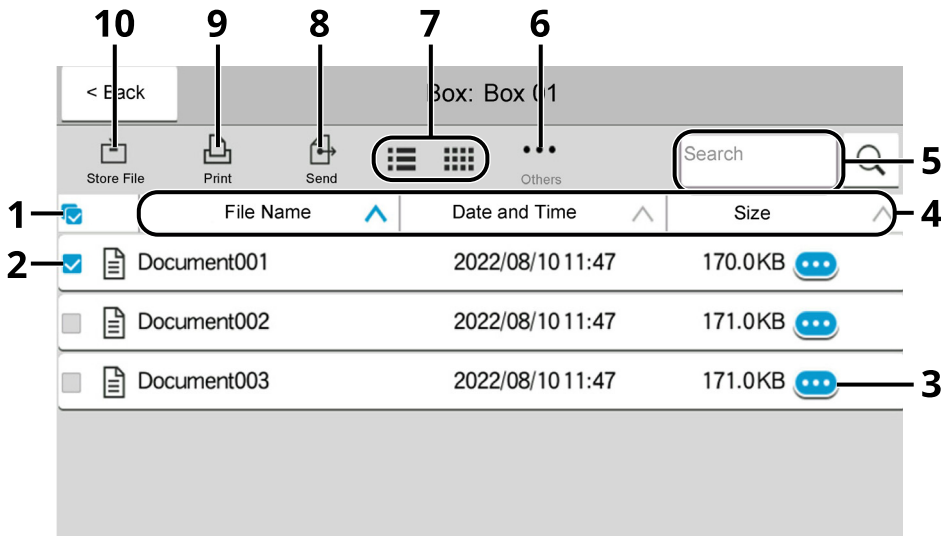 10 9 8 7 6
< Back Box: Box 01
Store File Print Send Others Search 5
1 File Name Date and Time Size 4
2 Document001 2022/08/10 11:47 170.0KB
Document002 2022/08/10 11:47 171.0KB
Document003 2022/08/10 11:47 171.0KB 3